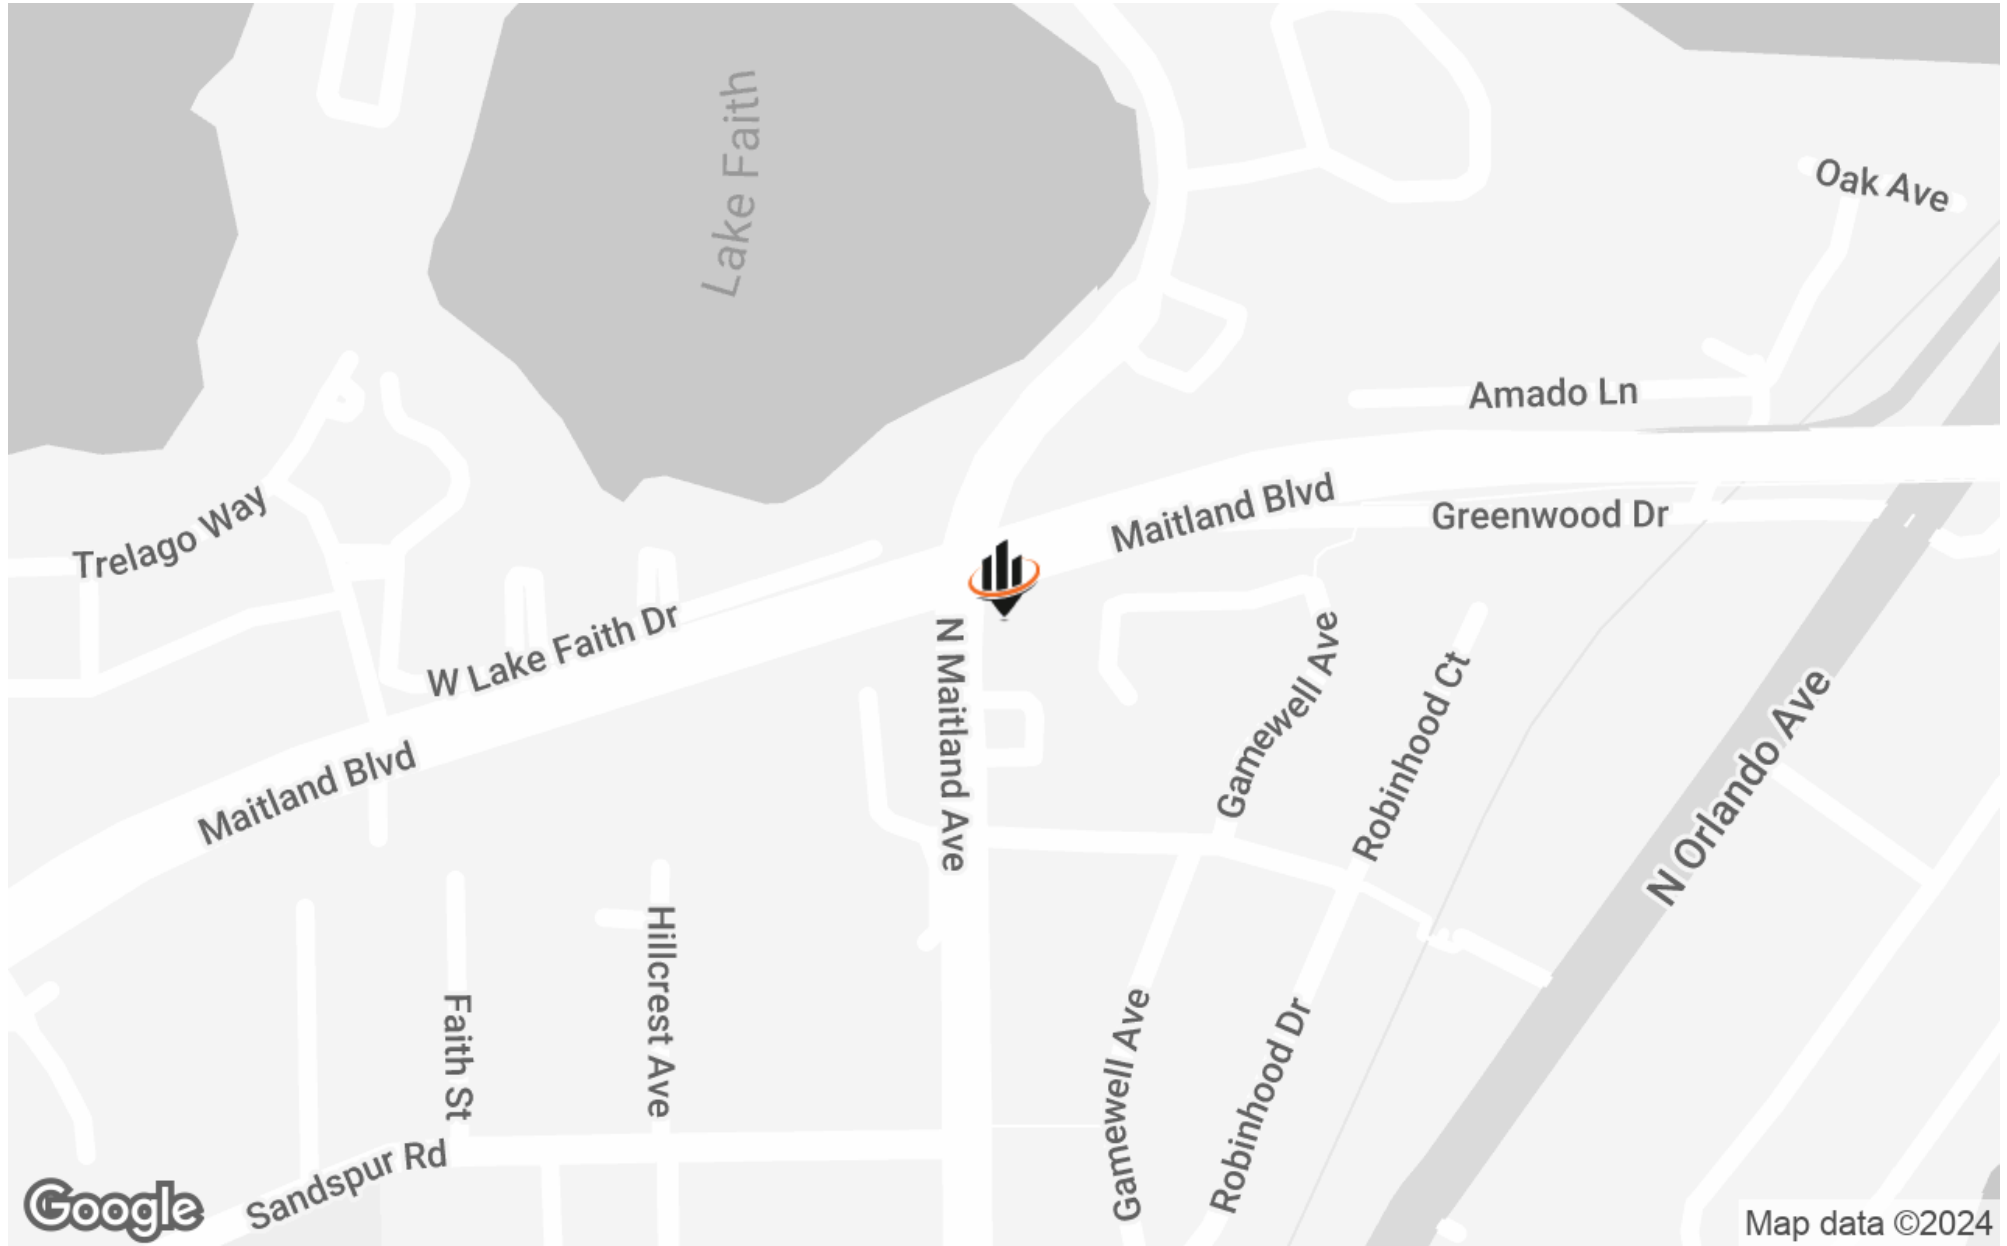 Lake Faith
Oak Ave
Amado Ln
Maitland Blvd
Greenwood Dr
Trelago Way
W Lake Faith Dr
N Maitland Ave
Gamewell Ave
Robinhood Ct
N Orlando Ave
Maitland Blvd
Hillcrest Ave
Faith St
Gamewell Ave
Robinhood Dr
Sandspur Rd
Google
Map data ©2024